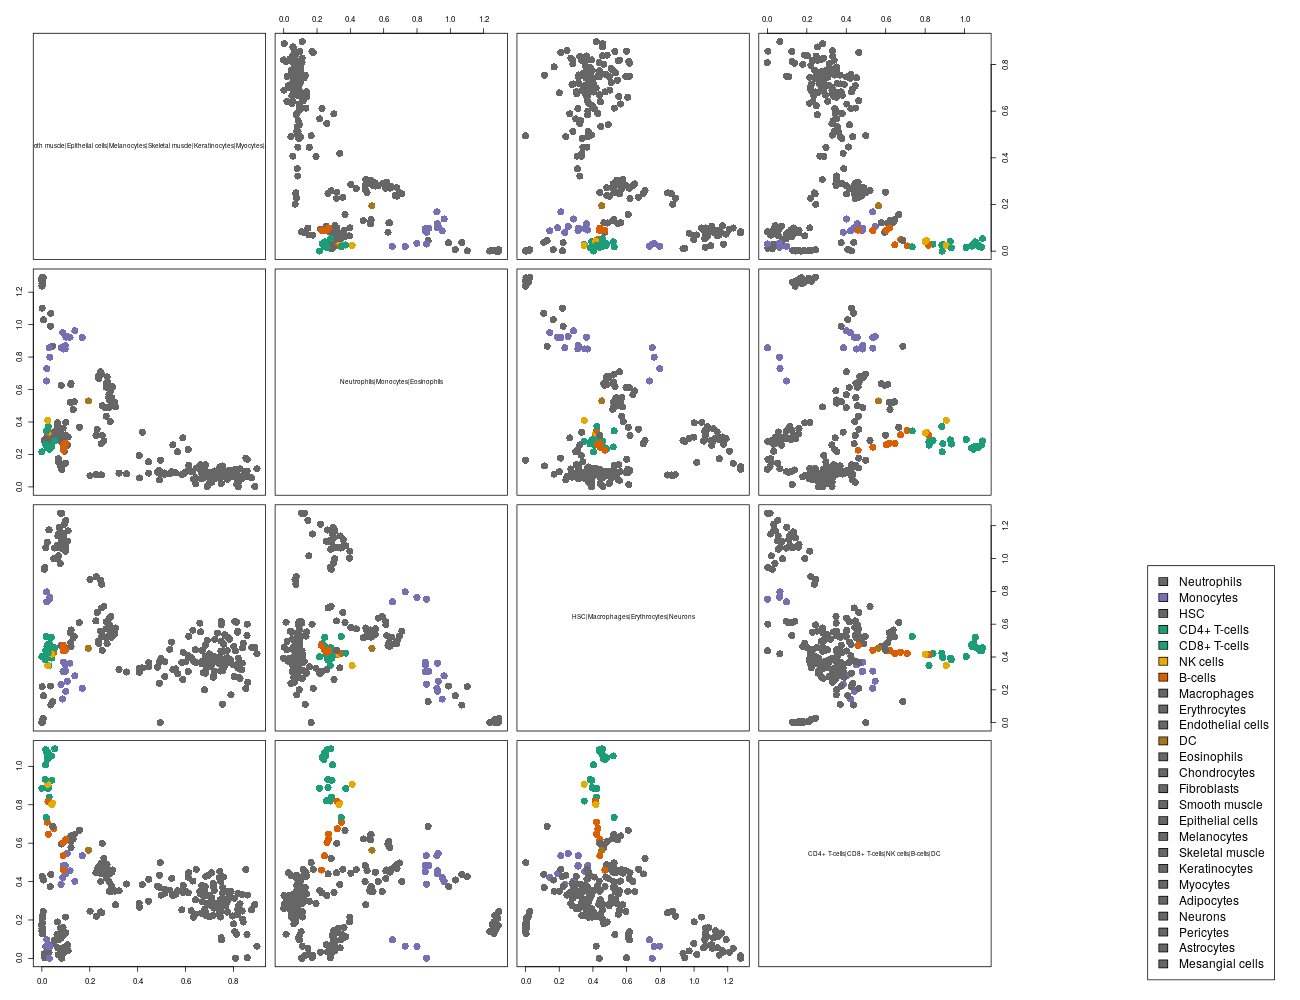 0.0 0.2 0.4 0.6 0.8 1.0 1.2
0.0 0.2 0.4 0.6 0.8 1.0
oth muscle|Epithelial cells|Melanocytes|Skeletal muscle|Keratinocytes|Myocytes|
0.0 0.2 0.4 0.6 0.8
0.0 0.2 0.4 0.6 0.8 1.0 1.2
Neutrophils|Monocytes|Eosinophils
HSC|Macrophages|Erythrocytes|Neurons
0.0 0.2 0.4 0.6 0.8 1.0 1.2
0.0 0.2 0.4 0.6 0.8 1.0
CD4+ T-cells|CD8+ T-cells|NK cells|B-cells|DC
0.0 0.2 0.4 0.6 0.8
0.0 0.2 0.4 0.6 0.8 1.0 1.2
Neutrophils
Monocytes
HSC
CD4+ T-cells
CD8+ T-cells
NK cells
B-cells
Macrophages
Erythrocytes
Endothelial cells
DC
Eosinophils
Chondrocytes
Fibroblasts
Smooth muscle
Epithelial cells
Melanocytes
Skeletal muscle
Keratinocytes
Myocytes
Adipocytes
Neurons
Pericytes
Astrocytes
Mesangial cells